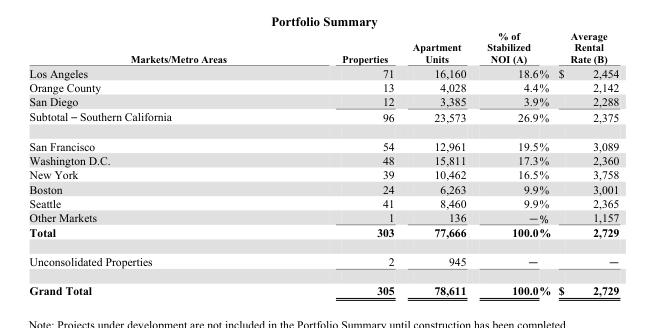 Portfolio Summary
% of Average
Apartment Stabilized Rental
Markets/Metro Areas Properties Units NOI (A) Rate (B)
Los Angeles 71 16,160 18.6% $ 2,454
Orange County 13 4,028 4.4% 2,142
San Diego 12 3,385 3.9% 2,288
Subtotal – Southern California 96 23,573 26.9% 2,375
San Francisco 54 12,961 19.5% 3,089
Washington D.C. 48 15,811 17.3% 2,360
New York 39 10,462 16.5% 3,758
Boston 24 6,263 9.9% 3,001
Seattle 41 8,460 9.9% 2,365
Other Markets 1 136 —% 1,157
Total 303 77,666 100.0% 2,729
Unconsolidated Properties 2 945 — —
Grand Total 305 78,611 100.0% $ 2,729
Note: Projects under development are not included in the Portfolio Summary until construction has been completed